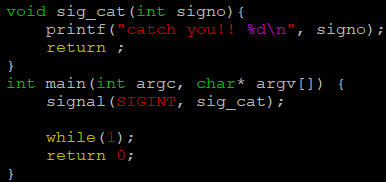 void sig_cat(int signo){
    printf("catch you!! %d\n", signo);
    return ;
}
int main(int argc, char* argv[]) {
    signal(SIGINT, sig_cat);

    while(1);
    return 0;
}